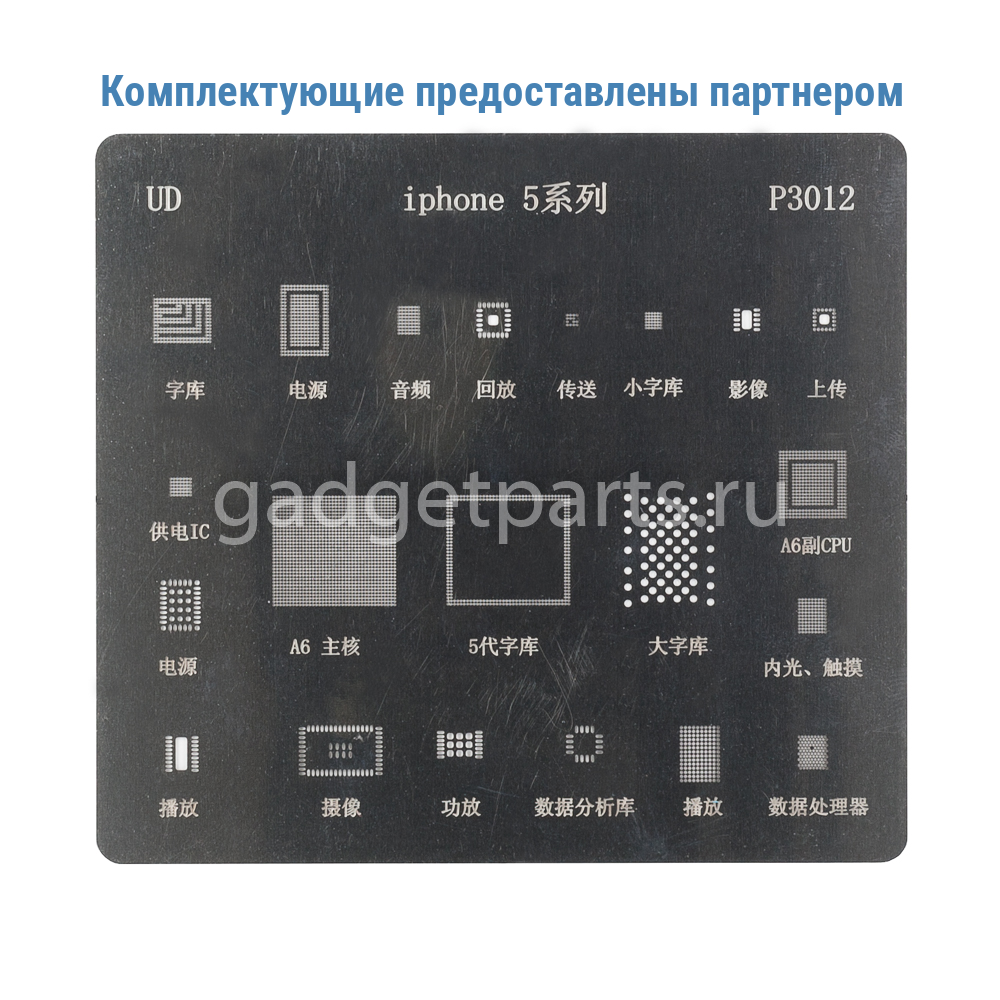 Комплектующие предоставлены партнером
UD iphone 5系列 P3012
字库 电源 音频 回放 传送 小字库 影像 上传
gadgetparts.ru
供电IC A6副CPU
A6 主核 5代字库 大字库
电源 内光、触摸
播放 摄像 功放 数据分析库 播放 数据处理器